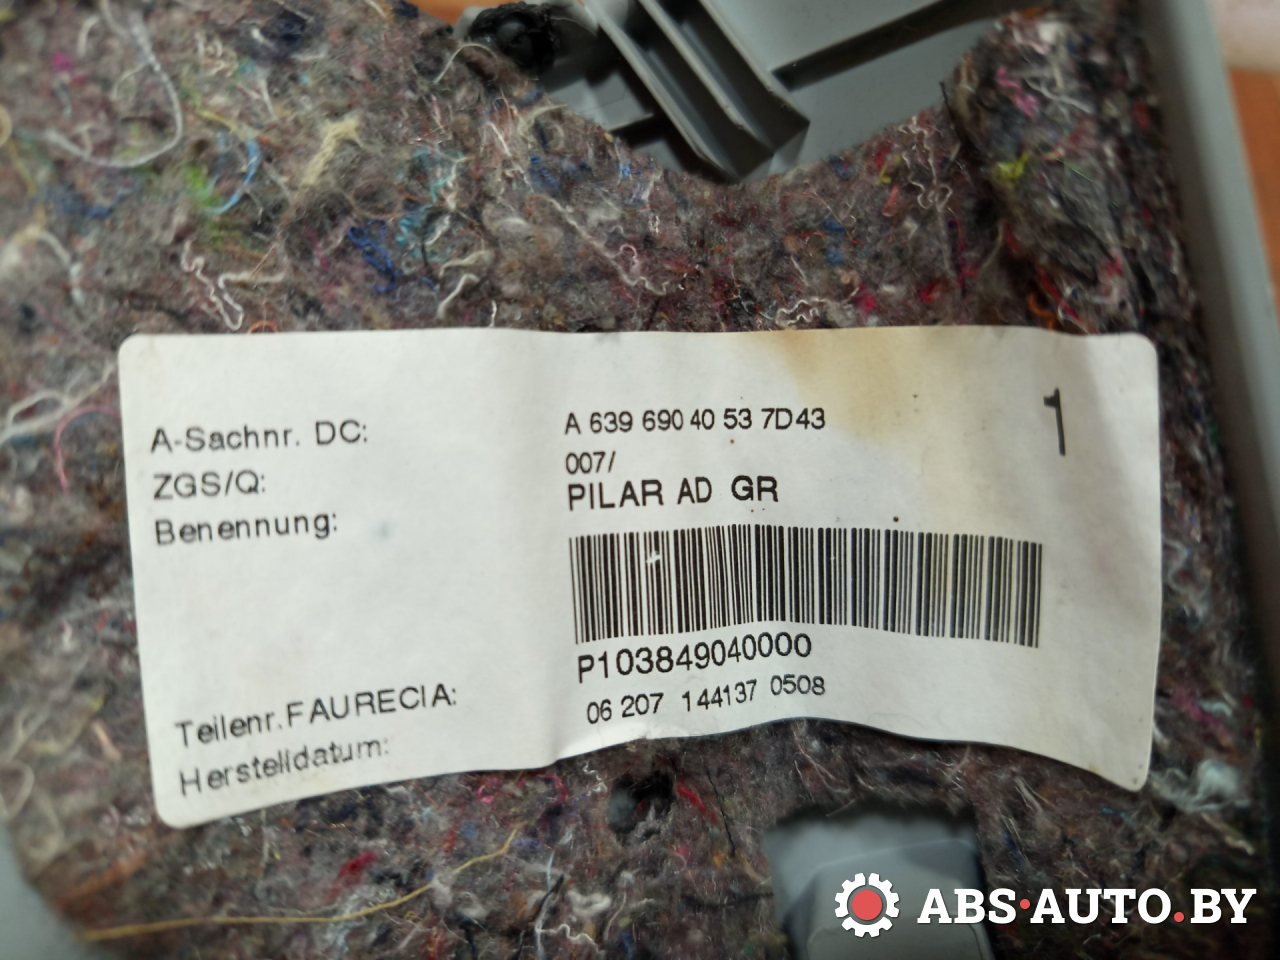 A-Sachnr. DC: A 639 690 40 53 7D43 1
ZGS/Q: 007/
Benennung: PILAR AD GR
Teilenr.FAURECIA: P103849040000
Herstelldatum: 06 207 144137 0508
ABS·AUTO.BY